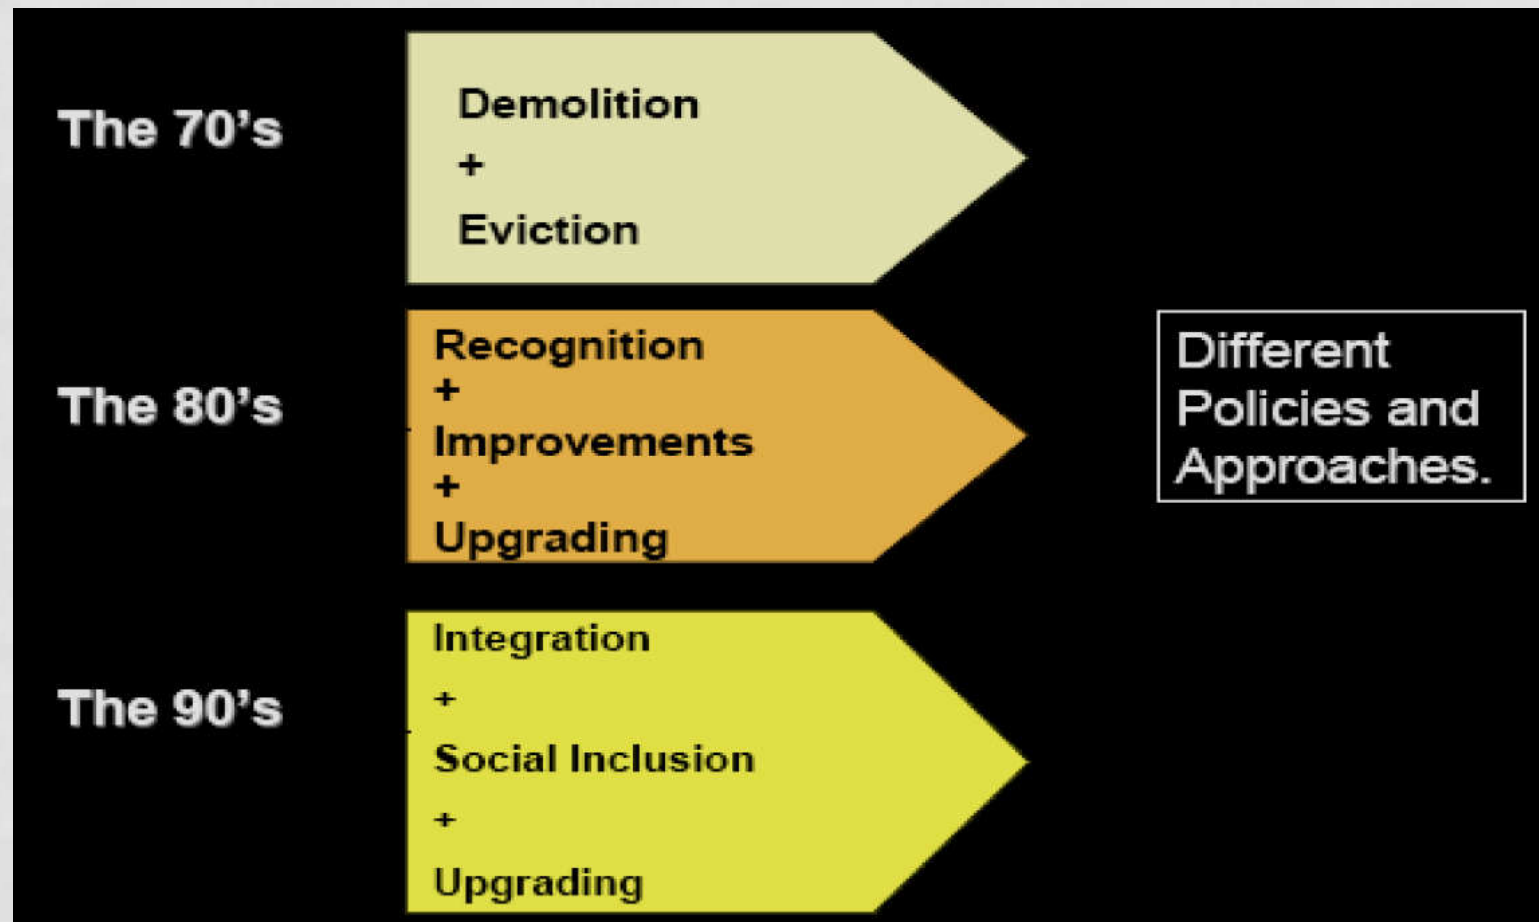 The 70's
Demolition
+
Eviction
The 80's
Recognition
+
Improvements
+
Upgrading
Different
Policies and
Approaches.
The 90's
Integration
+
Social Inclusion
+
Upgrading